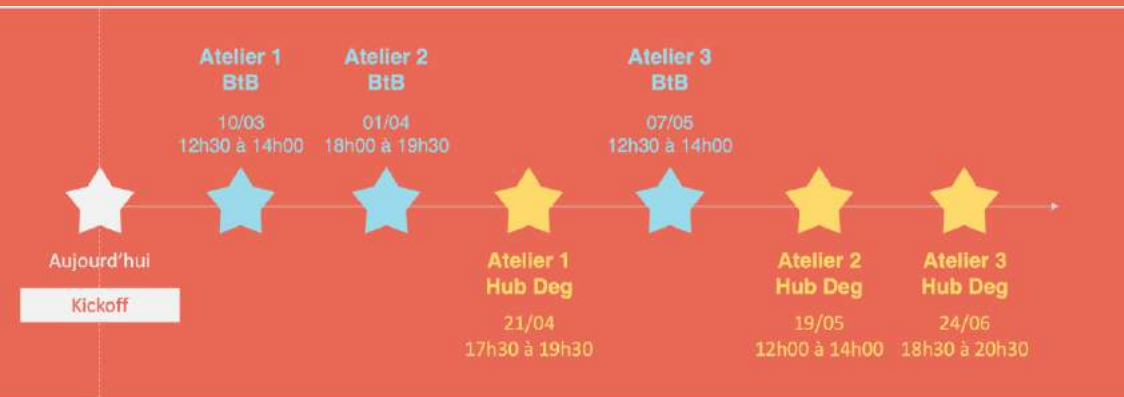 Atelier 1
BtB
10/03
12h30 à 14h00
Atelier 2
BtB
01/04
18h00 à 19h30
Atelier 3
BtB
07/05
12h30 à 14h00
Aujourd'hui
Kickoff
Atelier 1
Hub Deg
21/04
17h30 à 19h30
Atelier 2
Hub Deg
19/05
12h00 à 14h00
Atelier 3
Hub Deg
24/06
18h30 à 20h30